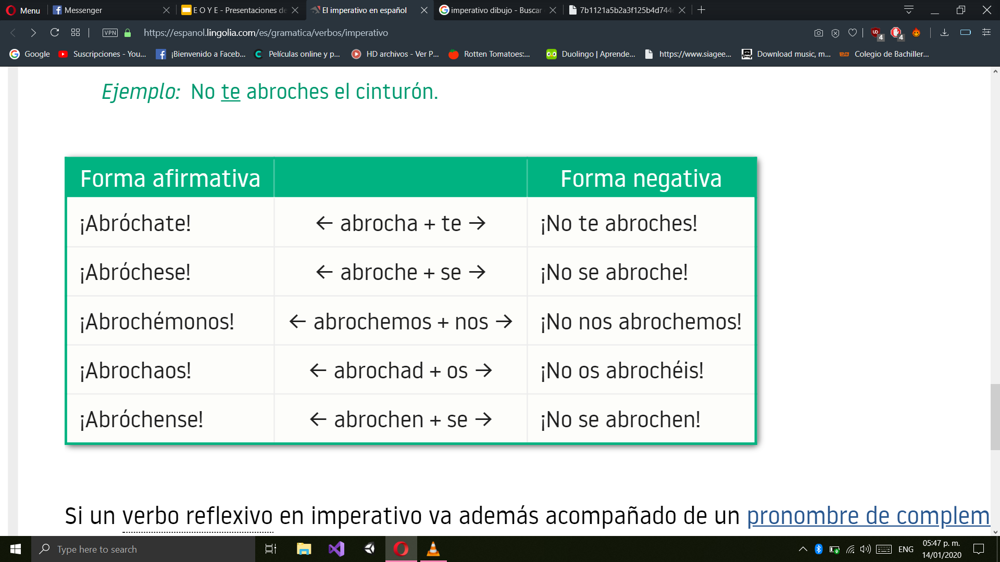 Menu
Messenger
E O Y E - Presentaciones de
El imperativo en español
imperativo dibujo - Buscar
7b1121a5b2a3f125b4d744
VPN
https://espanol.lingolia.com/es/gramatica/verbos/imperativo
4
4
Google
Suscripciones - You...
¡Bienvenido a Faceb...
Películas online y p...
HD archivos - Ver P...
Rotten Tomatoes:...
Duolingo | Aprende...
https://www.siagee...
Download music, m...
Colegio de Bachiller...
Ejemplo: No te abroches el cinturón.
Forma afirmativa
Forma negativa
¡Abróchate!
← abrocha + te →
¡No te abroches!
¡Abróchese!
← abroche + se →
¡No se abroche!
¡Abrochémonos!
← abrochemos + nos →
¡No nos abrochemos!
¡Abrochaos!
← abrochad + os →
¡No os abrochéis!
¡Abróchense!
← abrochen + se →
¡No se abrochen!
Si un verbo reflexivo en imperativo va además acompañado de un pronombre de complem
Type here to search
ENG
05:47 p. m.
14/01/2020